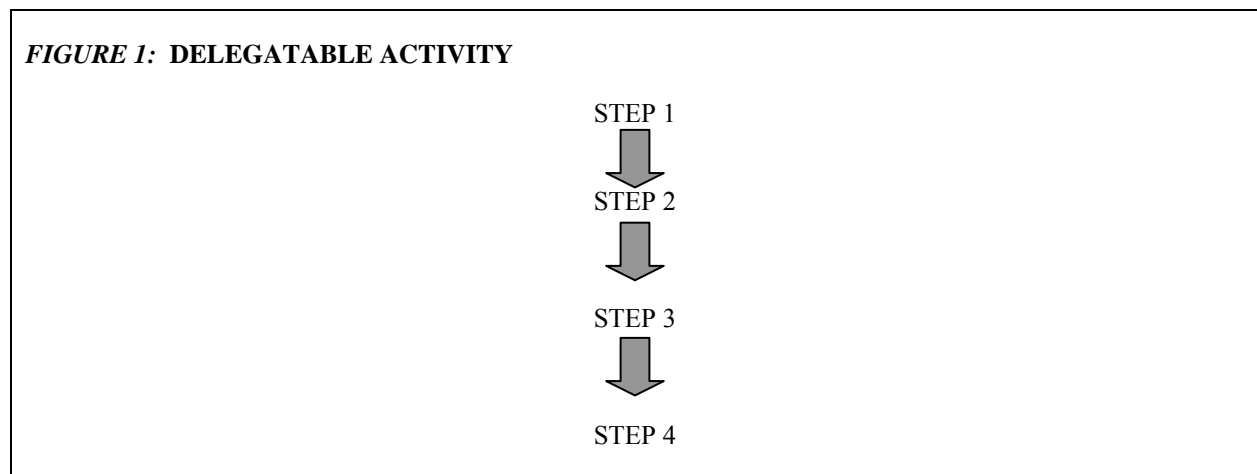 FIGURE 1: DELEGATABLE ACTIVITY
STEP 1
STEP 2
STEP 3
STEP 4